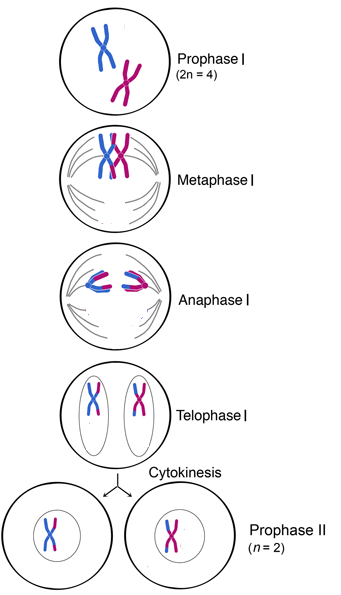 Prophase I
(2n = 4)
Metaphase I
Anaphase I
Telophase I
Cytokinesis
Prophase II
(n = 2)